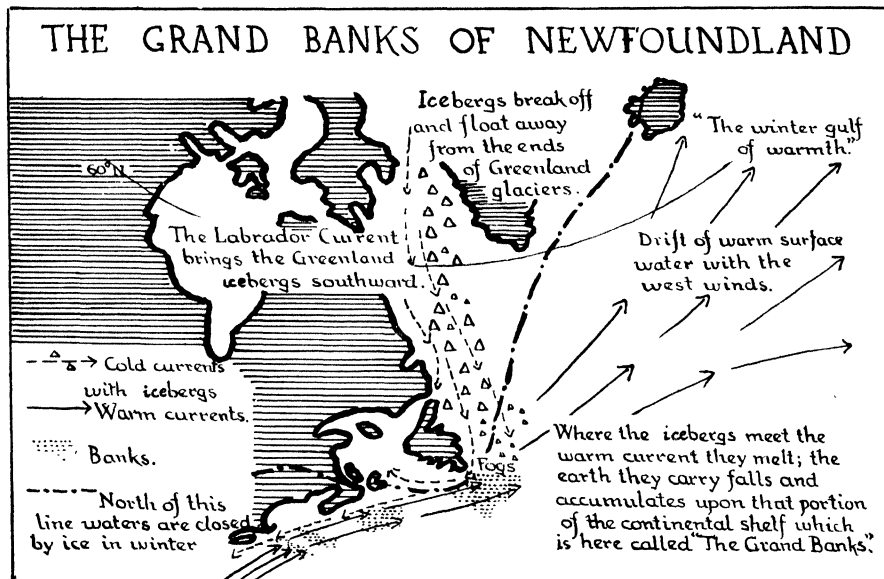 THE GRAND BANKS OF NEWFOUNDLAND
Icebergs break off
and float away
from the ends
of Greenland
glaciers.
"The winter gulf
of warmth."
60°N
The Labrador Current
brings the Greenland
icebergs southward.
Drift of warm surface
water with the
west winds.
Cold currents
with icebergs
Warm currents.
Banks.
North of this
line waters are closed
by ice in winter
Fogs
Where the icebergs meet the
warm current they melt; the
earth they carry falls and
accumulates upon that portion
of the continental shelf which
is here called "The Grand Banks".